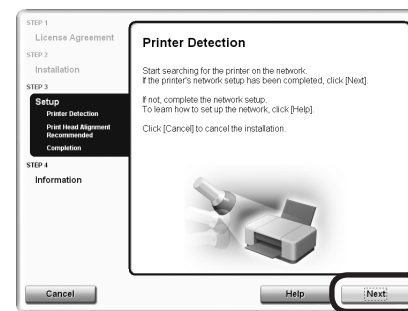 STEP 1
License Agreement
STEP 2
Installation
STEP 3
Setup
Printer Detection
Print Head Alignment
Recommended
Completion
STEP 4
Information
Printer Detection
Start searching for the printer on the network.
If the printer's network setup has been completed, click [Next].
If not, complete the network setup.
To learn how to set up the network, click [Help].
Click [Cancel] to cancel the installation.
Cancel
Help
Next